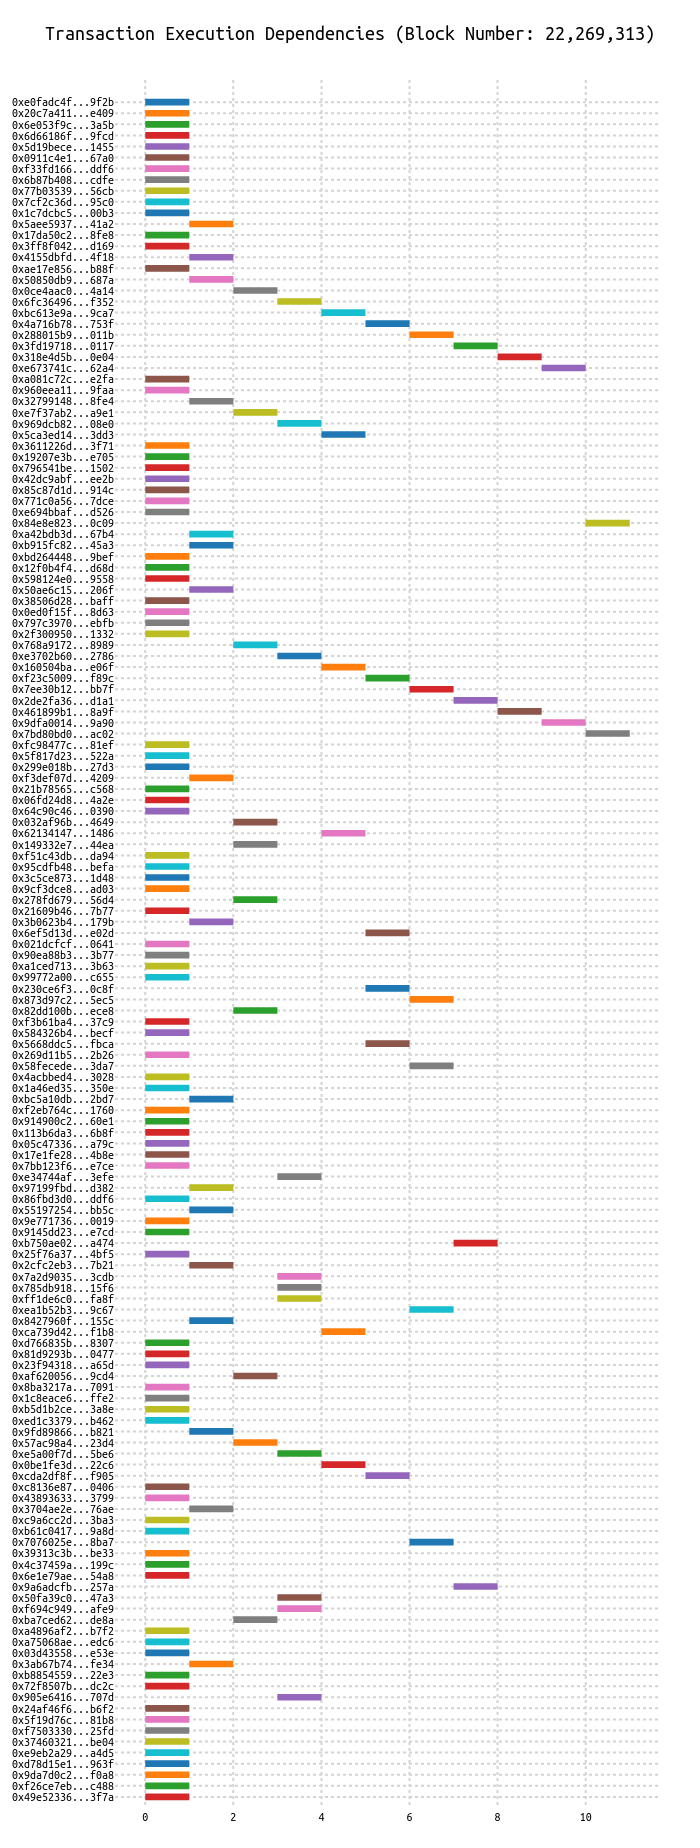 Transaction Execution Dependencies (Block Number: 22,269,313)
0xe0fadc4f...9f2b
0x20c7a411...e409
0x6e053f9c...3a5b
0x6d66186f...9fcd
0x5d19bece...1455
0x0911c4e1...67a0
0xf33fd166...ddf6
0x6b87b408...cdfe
0x77b03539...56cb
0x7cf2c36d...95c0
0x1c7dcbc5...00b3
0x5aee5937...41a2
0x17da50c2...8fe8
0x3ff8f042...d169
0x4155dbfd...4f18
0xae17e856...b88f
0x50850db9...687a
0x0ce4aac0...4a14
0x6fc36496...f352
0xbc613e9a...9ca7
0x4a716b78...753f
0x288015b9...011b
0x3fd19718...0117
0x318e4d5b...0e04
0xe673741c...62a4
0xa081c72c...e2fa
0x960eea11...9faa
0x32799148...8fe4
0xe7f37ab2...a9e1
0x969dcb82...08e0
0x5ca3ed14...3dd3
0x3611226d...3f71
0x19207e3b...e705
0x796541be...1502
0x42dc9abf...ee2b
0x85c87d1d...914c
0x771c0a56...7dce
0xe694bbaf...d526
0x84e8e823...0c09
0xa42bdb3d...67b4
0xb915fc82...45a3
0xbd264448...9bef
0x12f0b4f4...d68d
0x598124e0...9558
0x50ae6c15...206f
0x38506d28...baff
0x0ed0f15f...8d63
0x797c3970...ebfb
0x2f300950...1332
0x768a9172...8989
0xe3702b60...2786
0x160504ba...e06f
0xf23c5009...f89c
0x7ee30b12...bb7f
0x2de2fa36...d1a1
0x461899b1...8a9f
0x9dfa0014...9a90
0x7bd80bd0...ac02
0xfc98477c...81ef
0x5f817d23...522a
0x299e018b...27d3
0xf3def07d...4209
0x21b78565...c568
0x06fd24d8...4a2e
0x64c90c46...0390
0x032af96b...4649
0x62134147...1486
0x149332e7...44ea
0xf51c43db...da94
0x95cdfb48...befa
0x3c5ce873...1d48
0x9cf3dce8...ad03
0x278fd679...56d4
0x21609b46...7b77
0x3b0623b4...179b
0x6ef5d13d...e02d
0x021dcfcf...0641
0x90ea88b3...3b77
0xa1ced713...3b63
0x99772a00...c655
0x230ce6f3...0c8f
0x873d97c2...5ec5
0x82dd100b...ece8
0xf3b61ba4...37c9
0x584326b4...becf
0x5668ddc5...fbca
0x269d11b5...2b26
0x58fecede...3da7
0x4acbbed4...3028
0x1a46ed35...350e
0xbc5a10db...2bd7
0xf2eb764c...1760
0x914900c2...60e1
0x113b6da3...6b8f
0x05c47336...a79c
0x17e1fe28...4b8e
0x7bb123f6...e7ce
0xe34744af...3efe
0x97199fbd...d382
0x86fbd3d0...ddf6
0x55197254...bb5c
0x9e771736...0019
0x9145dd23...e7cd
0xb750ae02...a474
0x25f76a37...4bf5
0x2cfc2eb3...7b21
0x7a2d9035...3cdb
0x785db918...15f6
0xff1de6c0...fa8f
0xea1b52b3...9c67
0x8427960f...155c
0xca739d42...f1b8
0xd766835b...8307
0x81d9293b...0477
0x23f94318...a65d
0xaf620056...9cd4
0x8ba3217a...7091
0x1c8eace6...ffe2
0xb5d1b2ce...3a8e
0xed1c3379...b462
0x9fd89866...b821
0x57ac98a4...23d4
0xe5a00f7d...5be6
0x0be1fe3d...22c6
0xcda2df8f...f905
0xc8136e87...0406
0x43893633...3799
0x3704ae2e...76ae
0xc9a6cc2d...3ba3
0xb61c0417...9a8d
0x7076025e...8ba7
0x39313c3b...be33
0x4c37459a...199c
0x6e1e79ae...54a8
0x9a6adcfb...257a
0x50fa39c0...47a3
0xf694c949...afe9
0xba7ced62...de8a
0xa4896af2...b7f2
0xa75068ae...edc6
0x03d43558...e53e
0x3ab67b74...fe34
0xb8854559...22e3
0x72f8507b...dc2c
0x905e6416...707d
0x24af46f6...b6f2
0x5f19d76c...81b8
0xf7503330...25fd
0x37460321...be04
0xe9eb2a29...a4d5
0xd78d15e1...963f
0x9da7d0c2...f0a8
0xf26ce7eb...c488
0x49e52336...3f7a
0 2 4 6 8 10